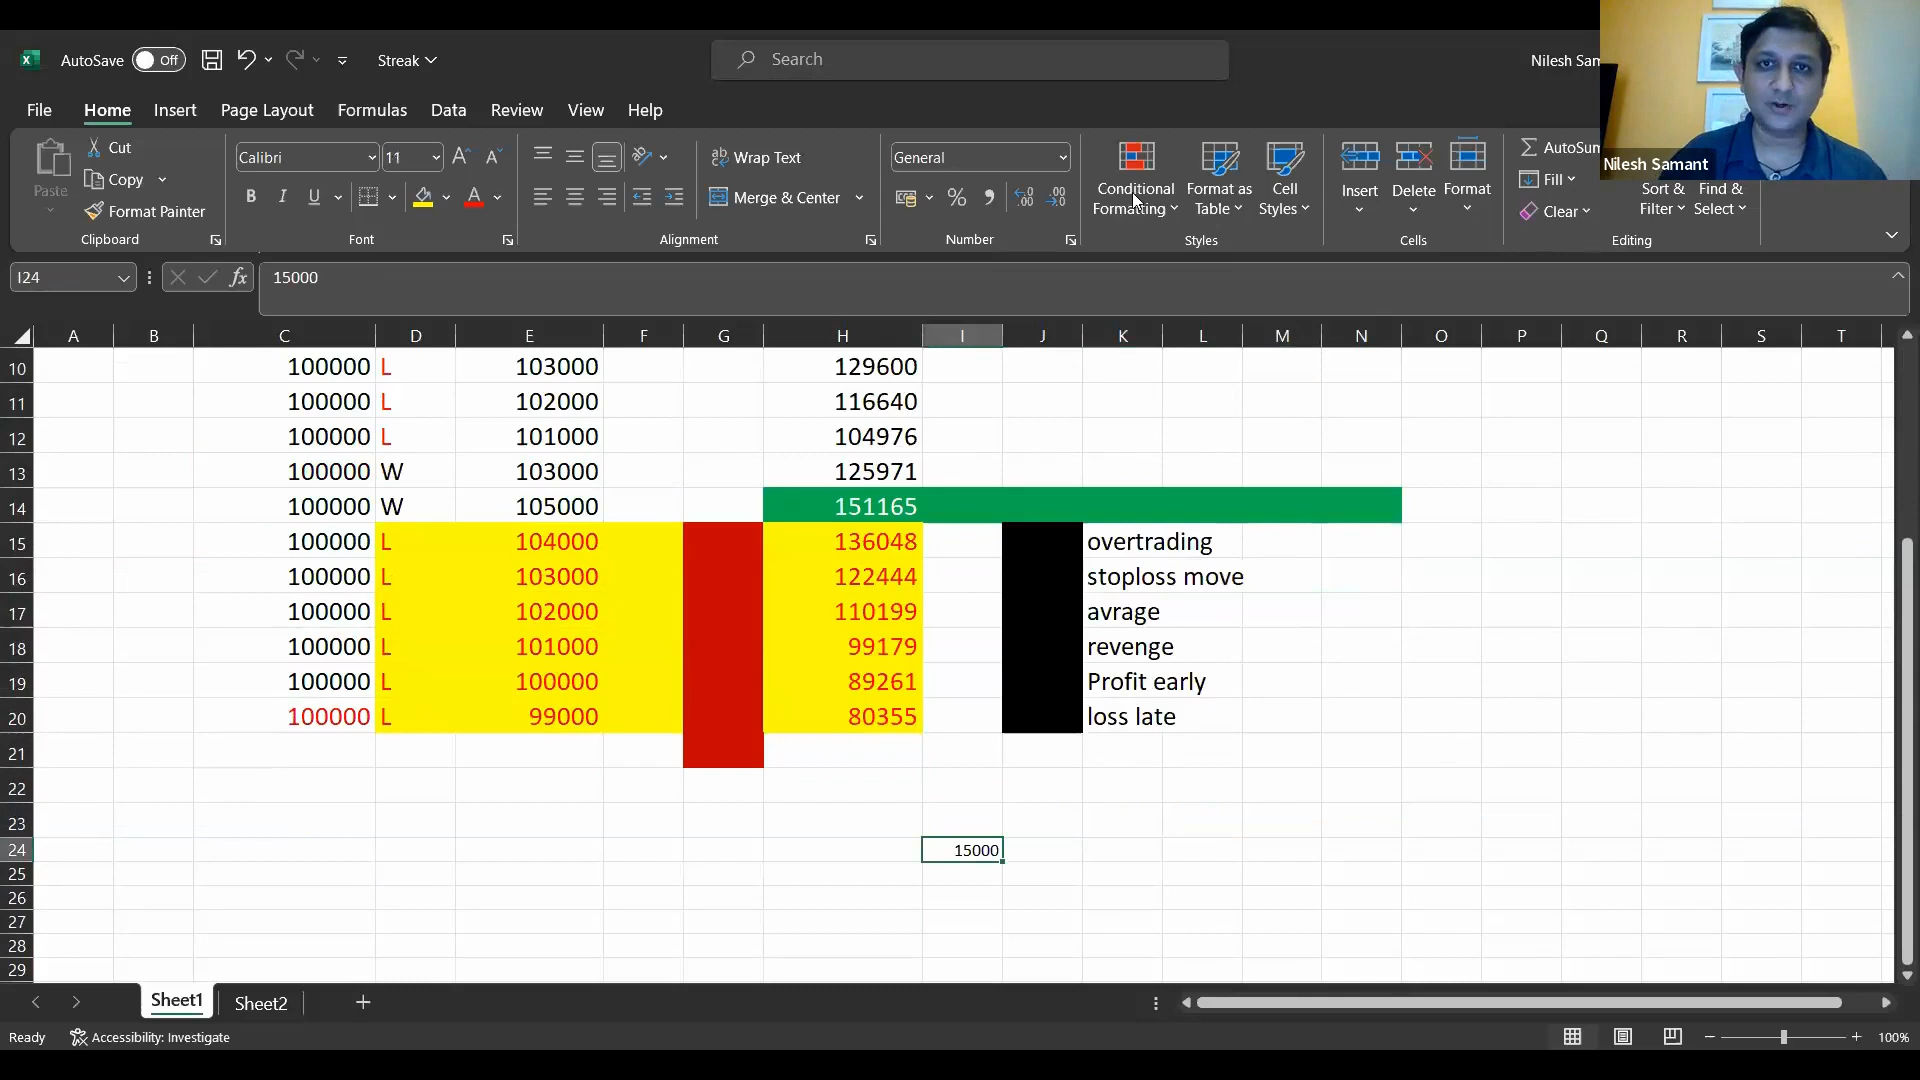 AutoSave Off Streak Search Nilesh Sam
File Home Insert Page Layout Formulas Data Review View Help
Paste Cut Copy Format Painter Clipboard
Calibri 11 B I U A Font
ab Wrap Text Merge & Center Alignment
General % Number
Conditional Formatting Format as Table Cell Styles Styles
Insert Delete Format Cells
AutoSum Fill Clear Sort & Filter Find & Select Editing
Nilesh Samant
I24 fx 15000
A B C D E F G H I J K L M N O P Q R S T
10 100000 L 103000 129600
11 100000 L 102000 116640
12 100000 L 101000 104976
13 100000 W 103000 125971
14 100000 W 105000 151165
15 100000 L 104000 136048 overtrading
16 100000 L 103000 122444 stoploss move
17 100000 L 102000 110199 avrage
18 100000 L 101000 99179 revenge
19 100000 L 100000 89261 Profit early
20 100000 L 99000 80355 loss late
21
22
23
24 15000
25
26
27
28
29
Sheet1 Sheet2
Ready Accessibility: Investigate 100%